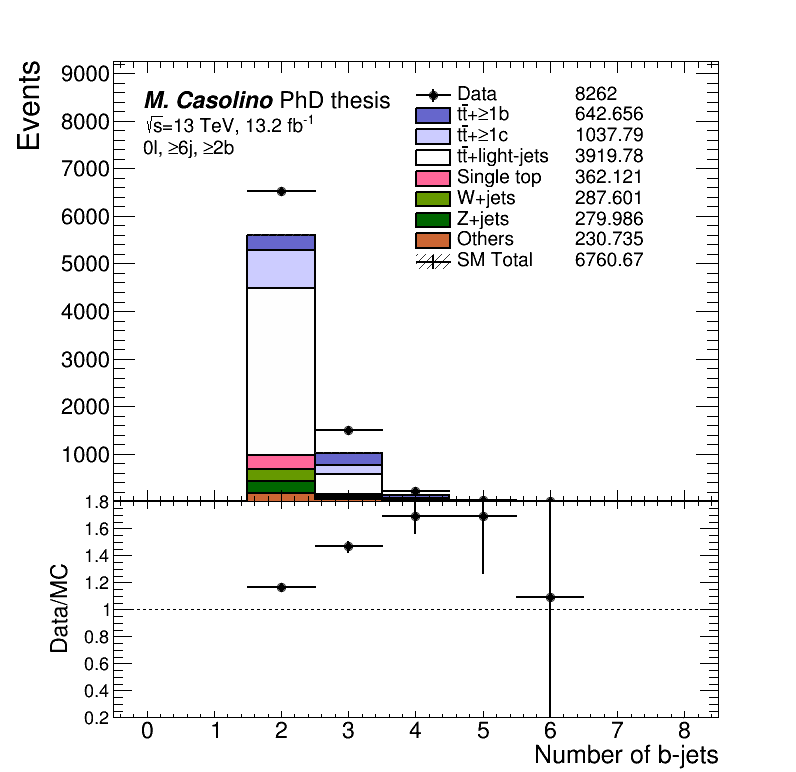 Events
9000
8000
7000
6000
5000
4000
3000
2000
1000
M. Casolino PhD thesis
√s=13 TeV, 13.2 fb⁻¹
0l, ≥6j, ≥2b
Data 8262
tt̄+≥1b 642.656
tt̄+≥1c 1037.79
tt̄+light-jets 3919.78
Single top 362.121
W+jets 287.601
Z+jets 279.986
Others 230.735
SM Total 6760.67
Data/MC
1.8
1.6
1.4
1.2
1
0.8
0.6
0.4
0.2
0 1 2 3 4 5 6 7 8
Number of b-jets